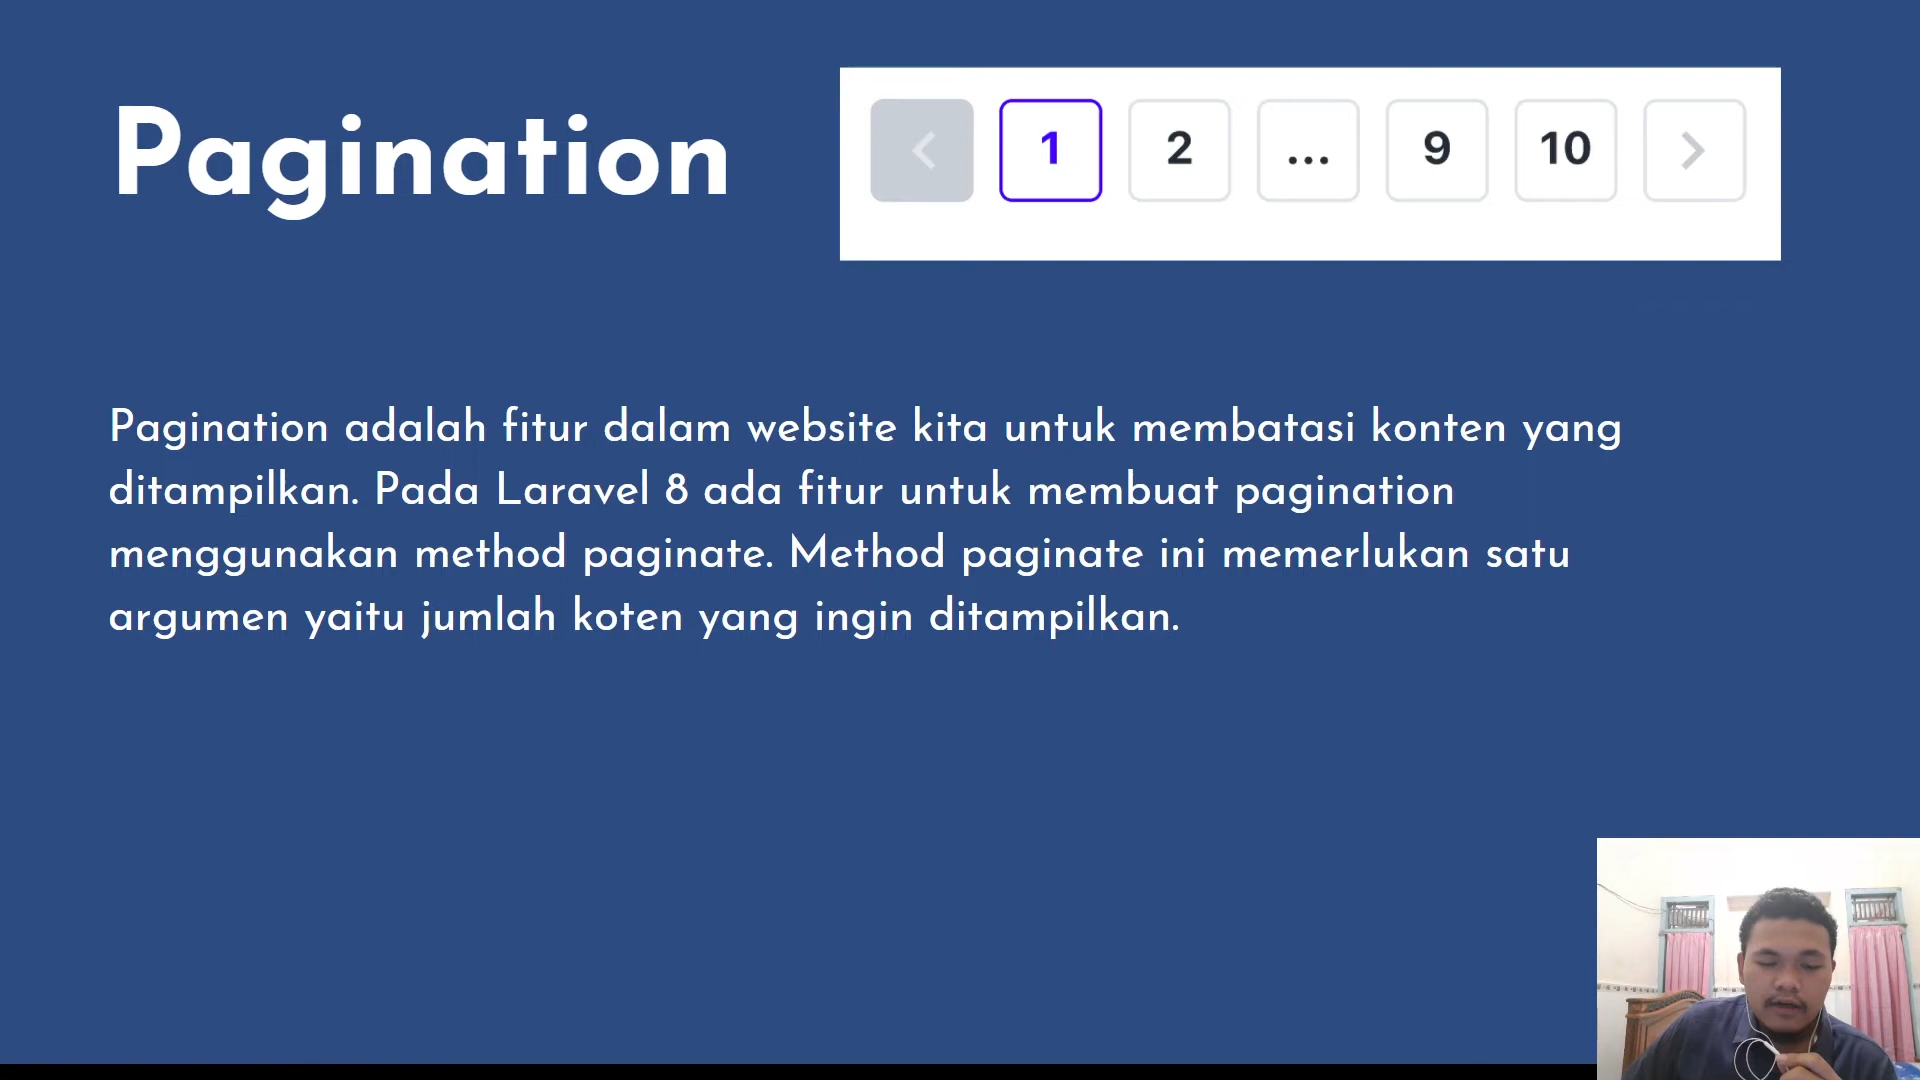 Pagination
1 2 ... 9 10
Pagination adalah fitur dalam website kita untuk membatasi konten yang
ditampilkan. Pada Laravel 8 ada fitur untuk membuat pagination
menggunakan method paginate. Method paginate ini memerlukan satu
argumen yaitu jumlah koten yang ingin ditampilkan.